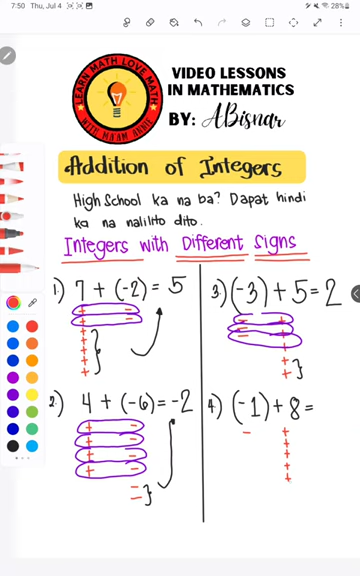 7:50 Thu, Jul 4
28%
LEARN MATH LOVE MATH
WITH MA'AM ANNIE
VIDEO LESSONS
IN MATHEMATICS
BY: ABisnar
Addition of Integers
High School ka na ba? Dapat hindi
ka na nalilito dito.
Integers with Different Signs
1.) 7 + (-2) = 5
+ -
+ -
+
+
+
+
+ }
2.) 4 + (-6) = -2
+ -
+ -
+ -
+ -
-
- }
3.) (-3) + 5 = 2
- +
- +
- +
+
+ }
4.) (-1) + 8 =
- +
+
+
+
+
+